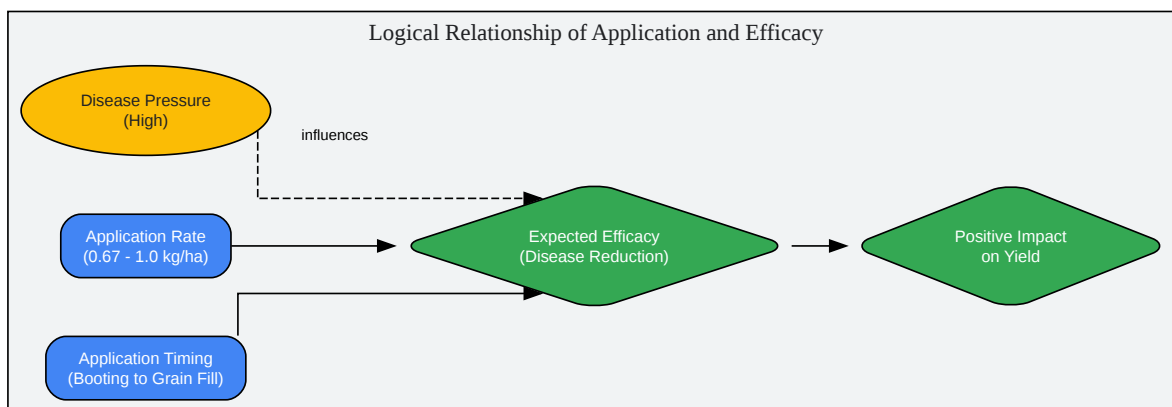 Logical Relationship of Application and Efficacy
Disease Pressure
(High)
influences
Application Rate
(0.67 - 1.0 kg/ha)
Expected Efficacy
(Disease Reduction)
Positive Impact
on Yield
Application Timing
(Booting to Grain Fill)